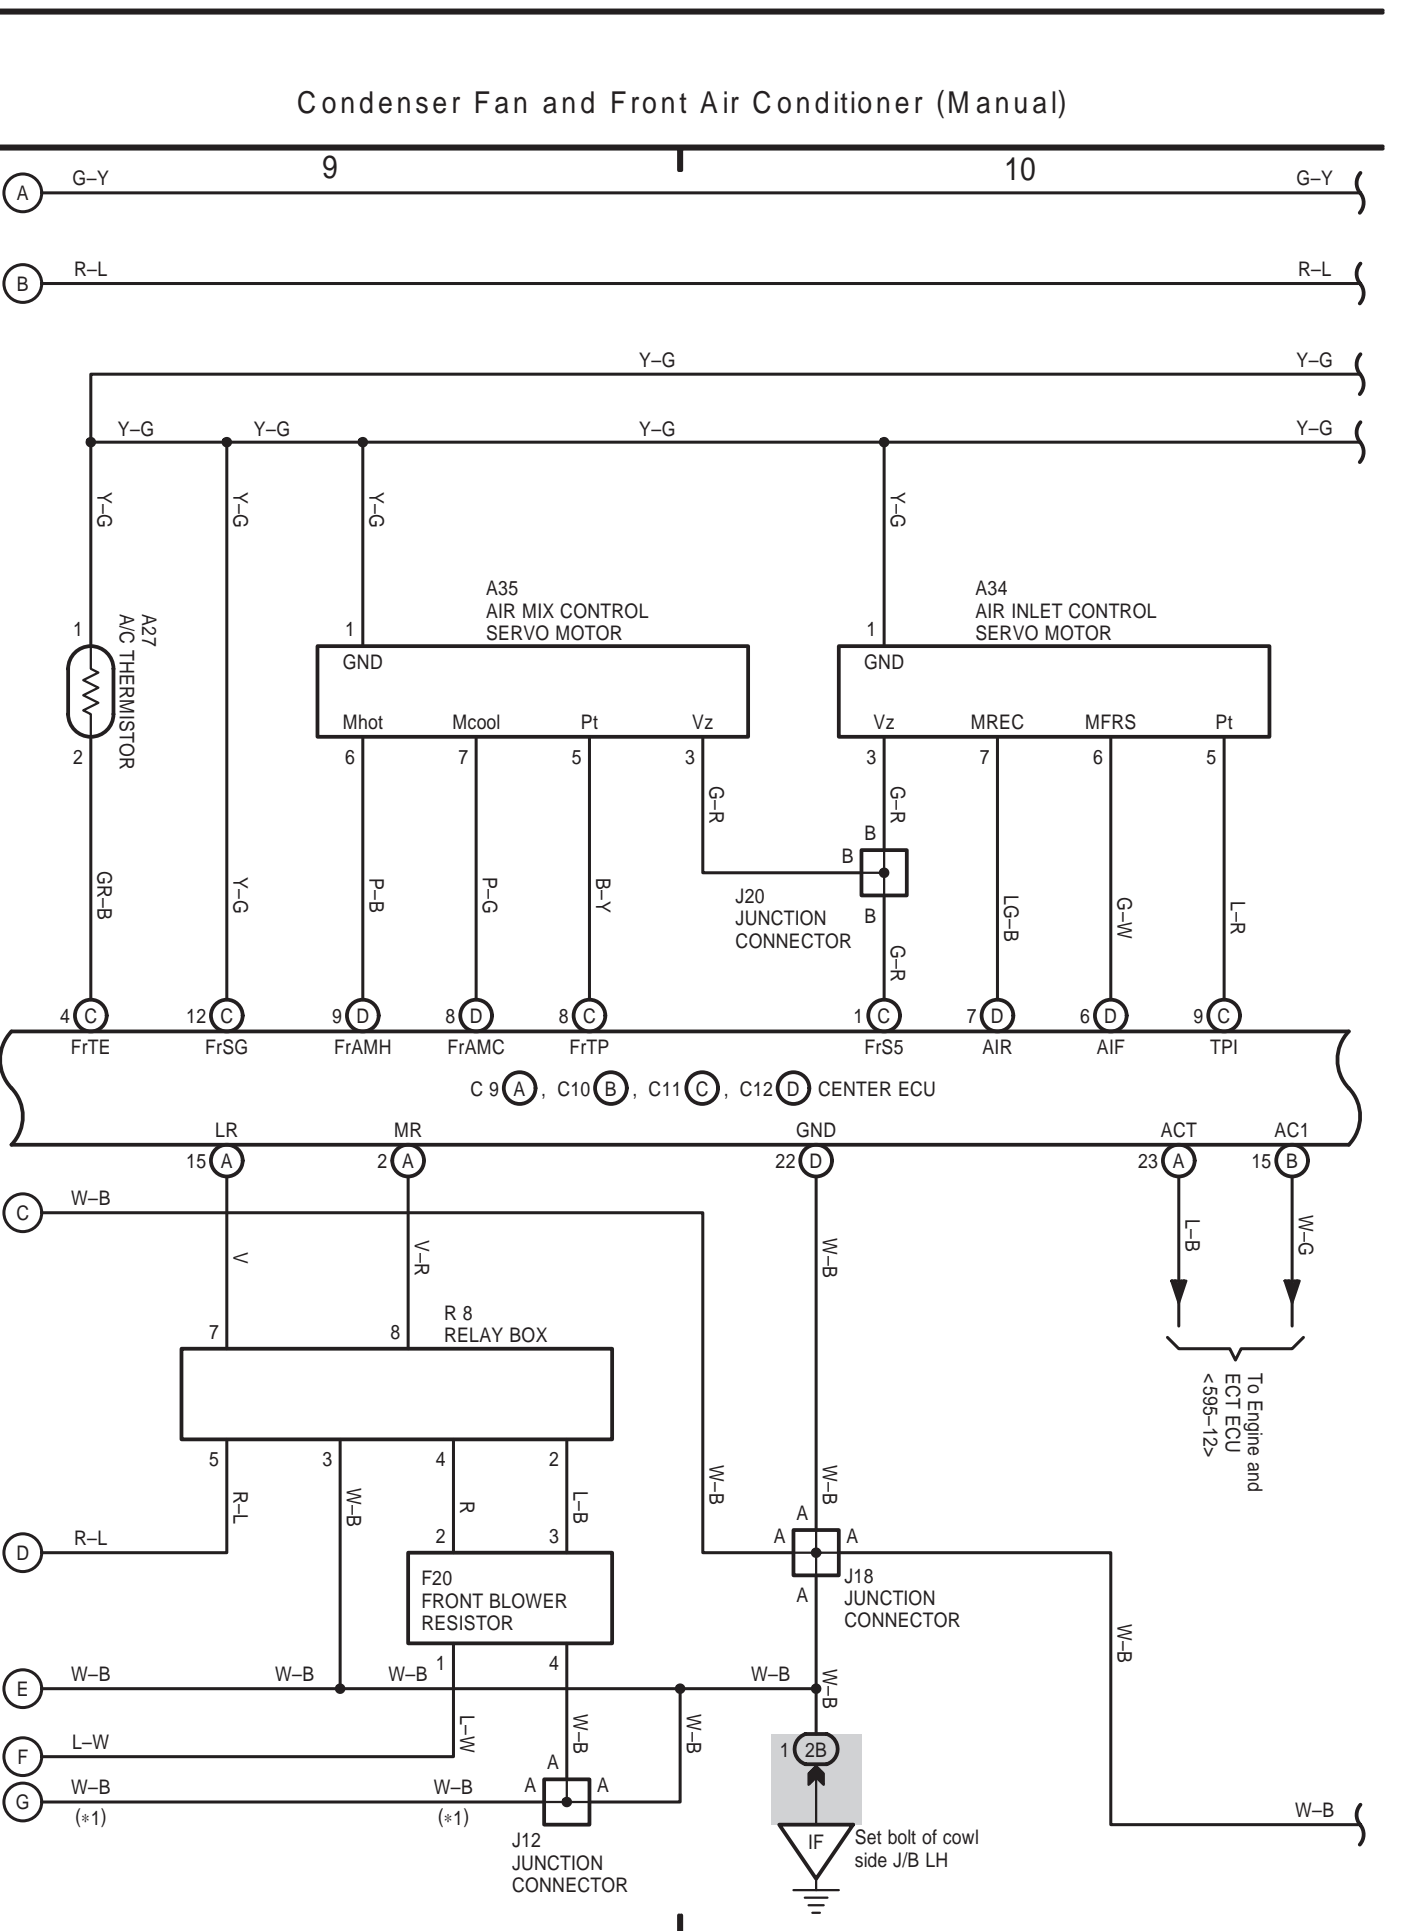 Condenser Fan and Front Air Conditioner (Manual)
9 10
A G–Y G–Y
B R–L R–L
Y–G Y–G
Y–G Y–G Y–G Y–G
Y–G Y–G Y–G Y–G
A35
AIR MIX CONTROL
SERVO MOTOR
A34
AIR INLET CONTROL
SERVO MOTOR
A27
A/C THERMISTOR
1 1 1
GND GND
Mhot Mcool Pt Vz Vz MREC MFRS Pt
2 6 7 5 3 3 7 6 5
G–R G–R
B
B
J20
JUNCTION
CONNECTOR
B
GR–B Y–G P–B P–G B–Y G–R LG–B G–W L–R
4 C 12 C 9 D 8 D 8 C 1 C 7 D 6 D 9 C
FrTE FrSG FrAMH FrAMC FrTP FrS5 AIR AIF TPI
C 9 A , C10 B , C11 C , C12 D CENTER ECU
LR MR GND ACT AC1
15 A 2 A 22 D 23 A 15 B
C W–B
V V–R W–B L–B W–G
R 8
RELAY BOX
7 8
To Engine and
ECT ECU
<595–12>
5 3 4 2
R–L W–B R L–B W–B W–B
D R–L
2 3
A
A A
A
J18
JUNCTION
CONNECTOR
F20
FRONT BLOWER
RESISTOR
W–B
1 4
E W–B W–B W–B W–B W–B
L–W W–B W–B
F L–W
1 2B
A
G W–B W–B A A
(*1) (*1)
W–B
J12
JUNCTION
CONNECTOR
IF
Set bolt of cowl
side J/B LH